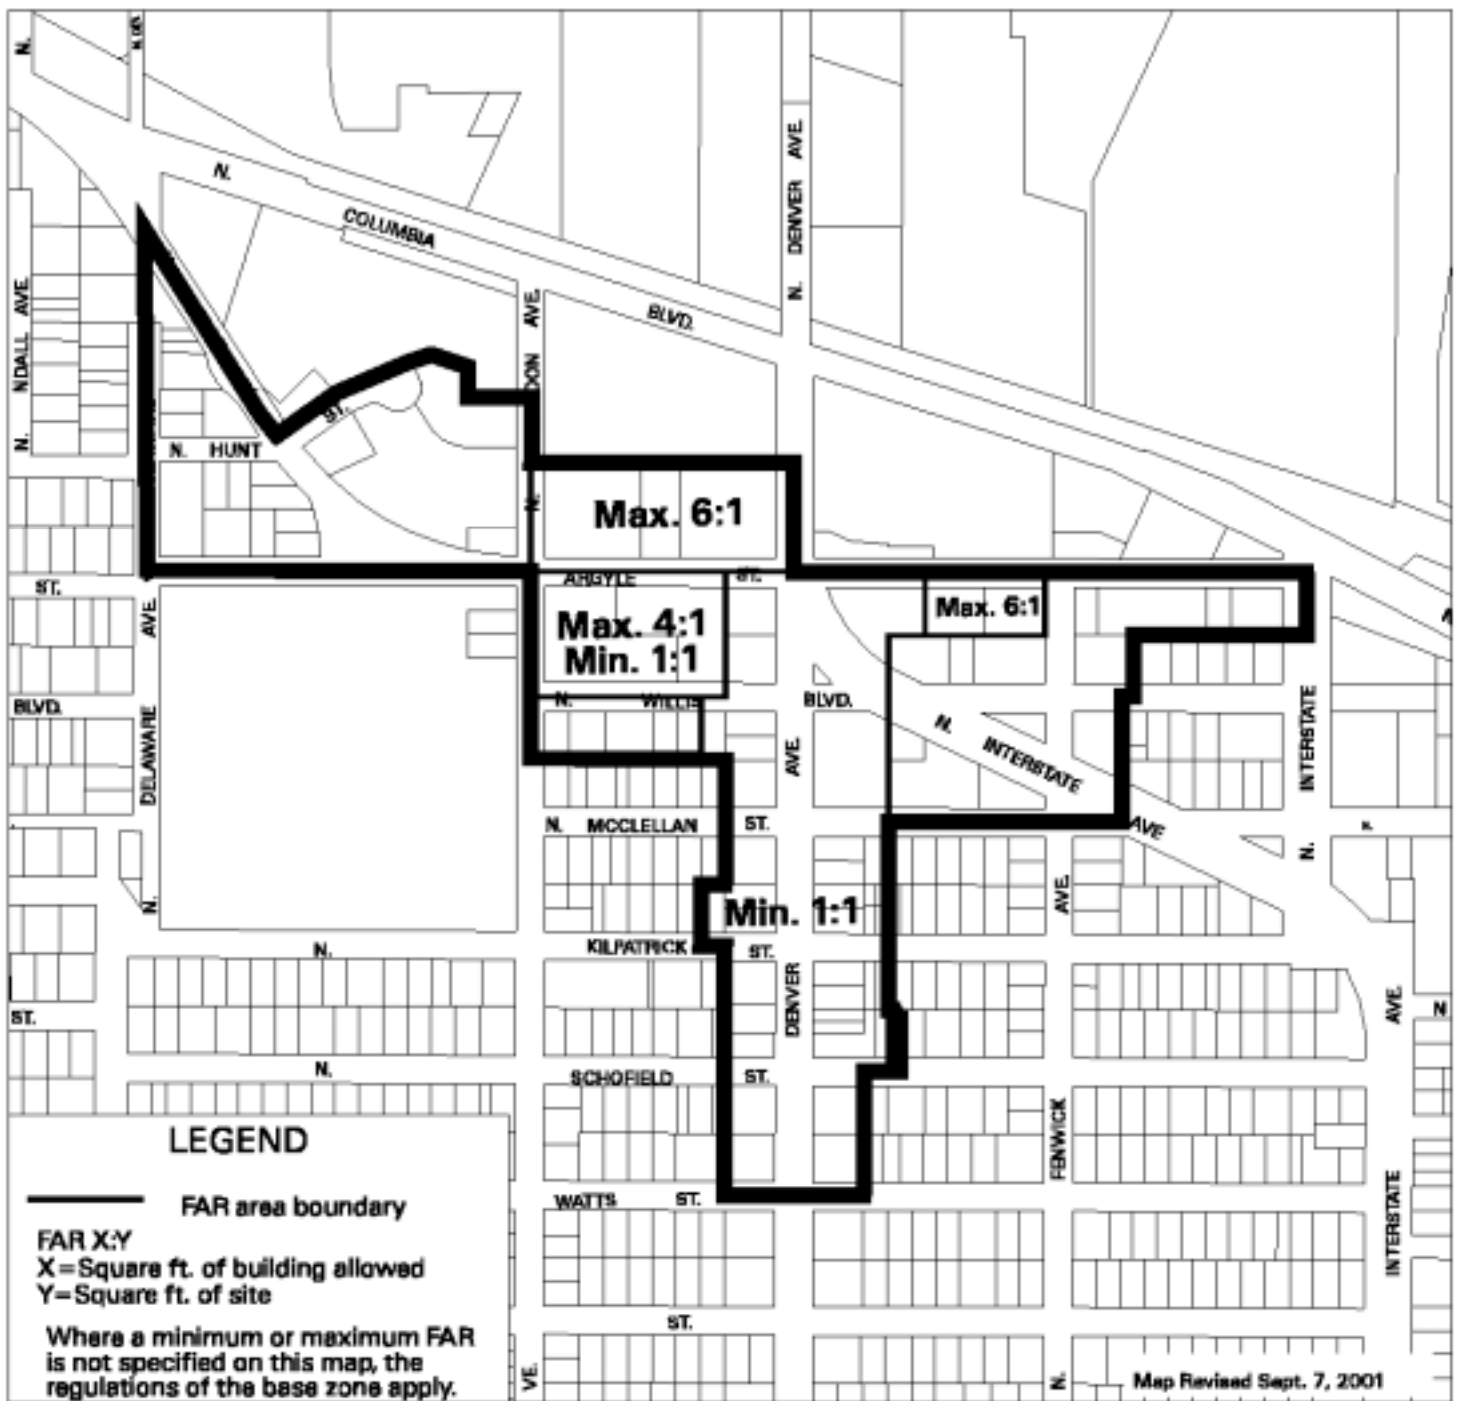 N.
N.
COLUMBIA
BLVD.
N. DENVER AVE.
N.
AVE.
NDALL
N.
AVE.
DON
N.
ST.
N. HUNT
Max. 6:1
ST.
ARGYLE
ST.
Max. 6:1
AVE.
Max. 4:1
Min. 1:1
BLVD.
N.
WILLIS
BLVD.
N.
INTERSTATE
AVE
DELAWARE
N.
AVE.
INTERSTATE
N.
N. MCCLELLAN ST.
Min. 1:1
AVE.
N.
KILPATRICK
ST.
DENVER
ST.
AVE.
N
N.
SCHOFIELD
ST.
FENWICK
WATTS
ST.
INTERSTATE
ST.
VE.
N.
LEGEND
FAR area boundary
FAR X:Y
X=Square ft. of building allowed
Y=Square ft. of site
Where a minimum or maximum FAR
is not specified on this map, the
regulations of the base zone apply.
Map Revised Sept. 7, 2001